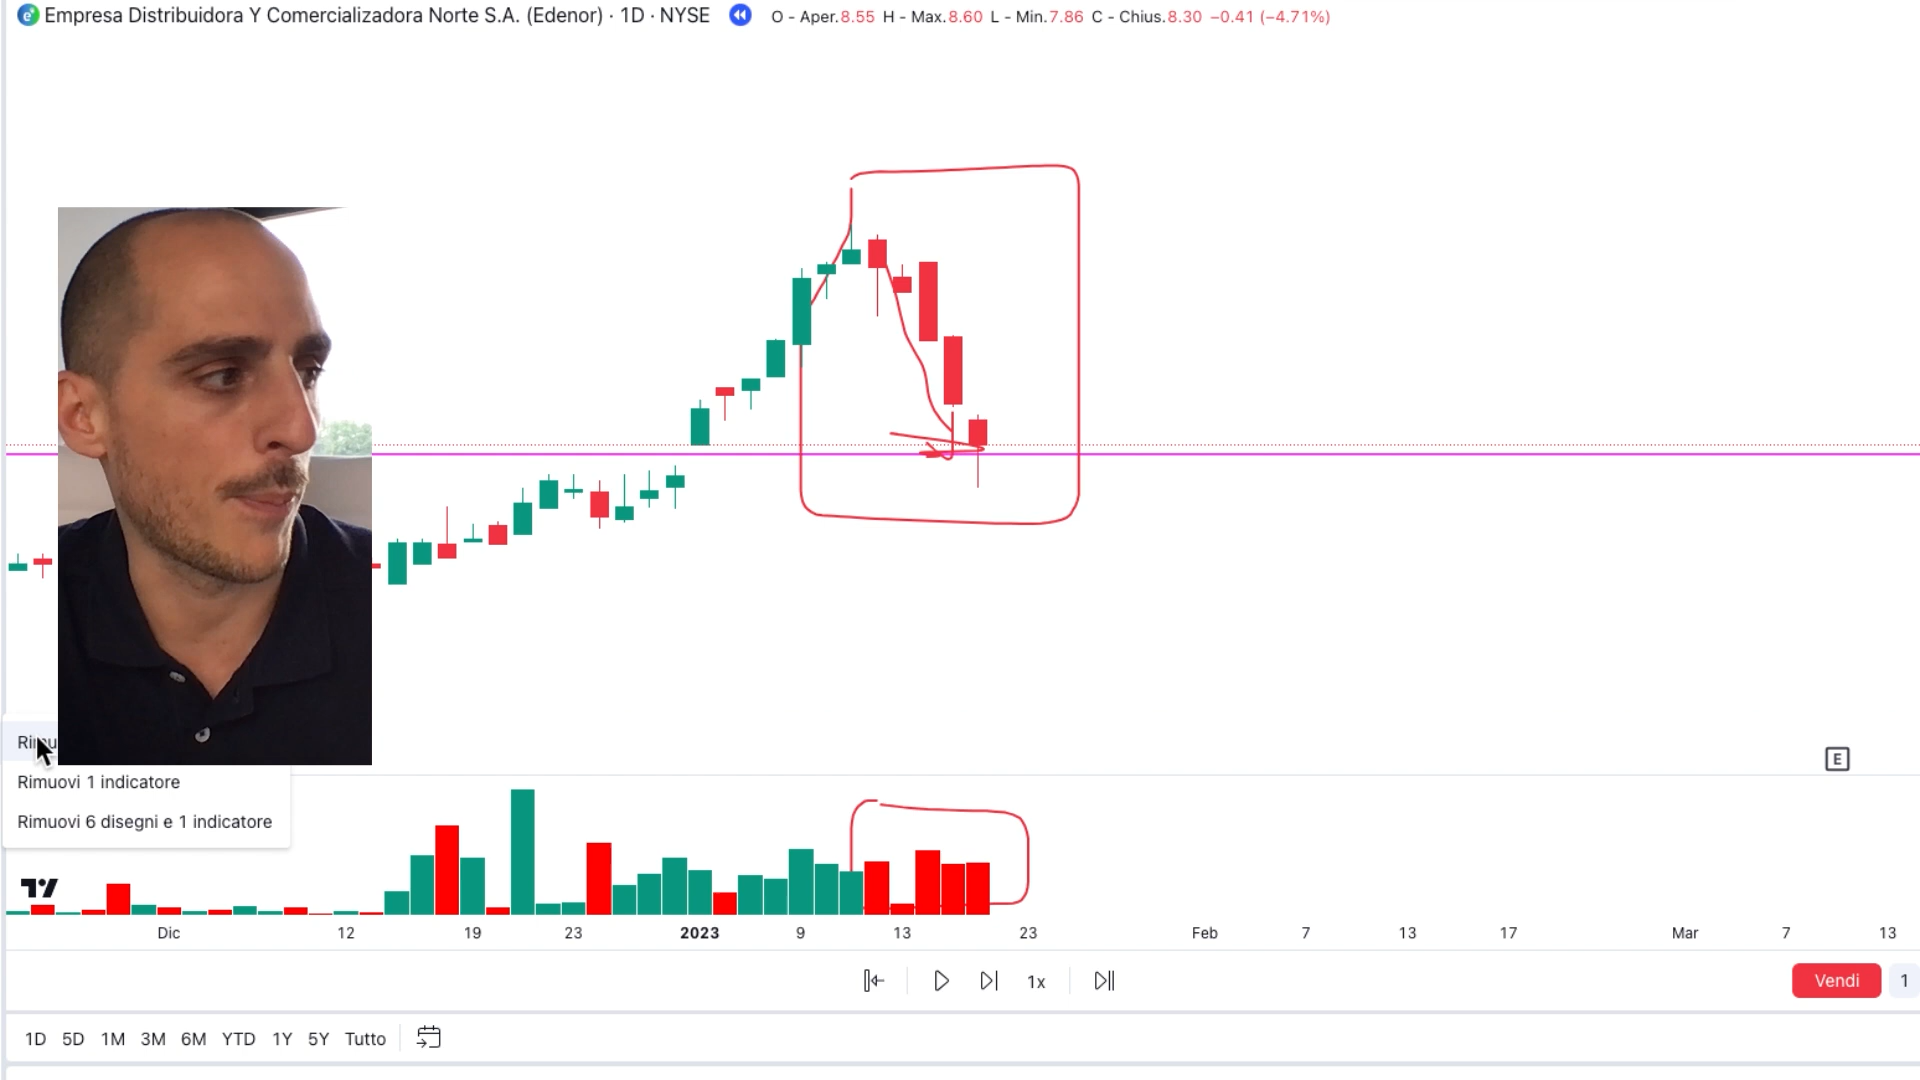 Empresa Distribuidora Y Comercializadora Norte S.A. (Edenor) · 1D · NYSE O - Aper.8.55 H - Max.8.60 L - Min.7.86 C - Chius.8.30 −0.41 (−4.71%)
E
Rimuovi 1 indicatore
Rimuovi 6 disegni e 1 indicatore
Dic 12 19 23 2023 9 13 23 Feb 7 13 17 Mar 7 13
1x Vendi 1
1D 5D 1M 3M 6M YTD 1Y 5Y Tutto